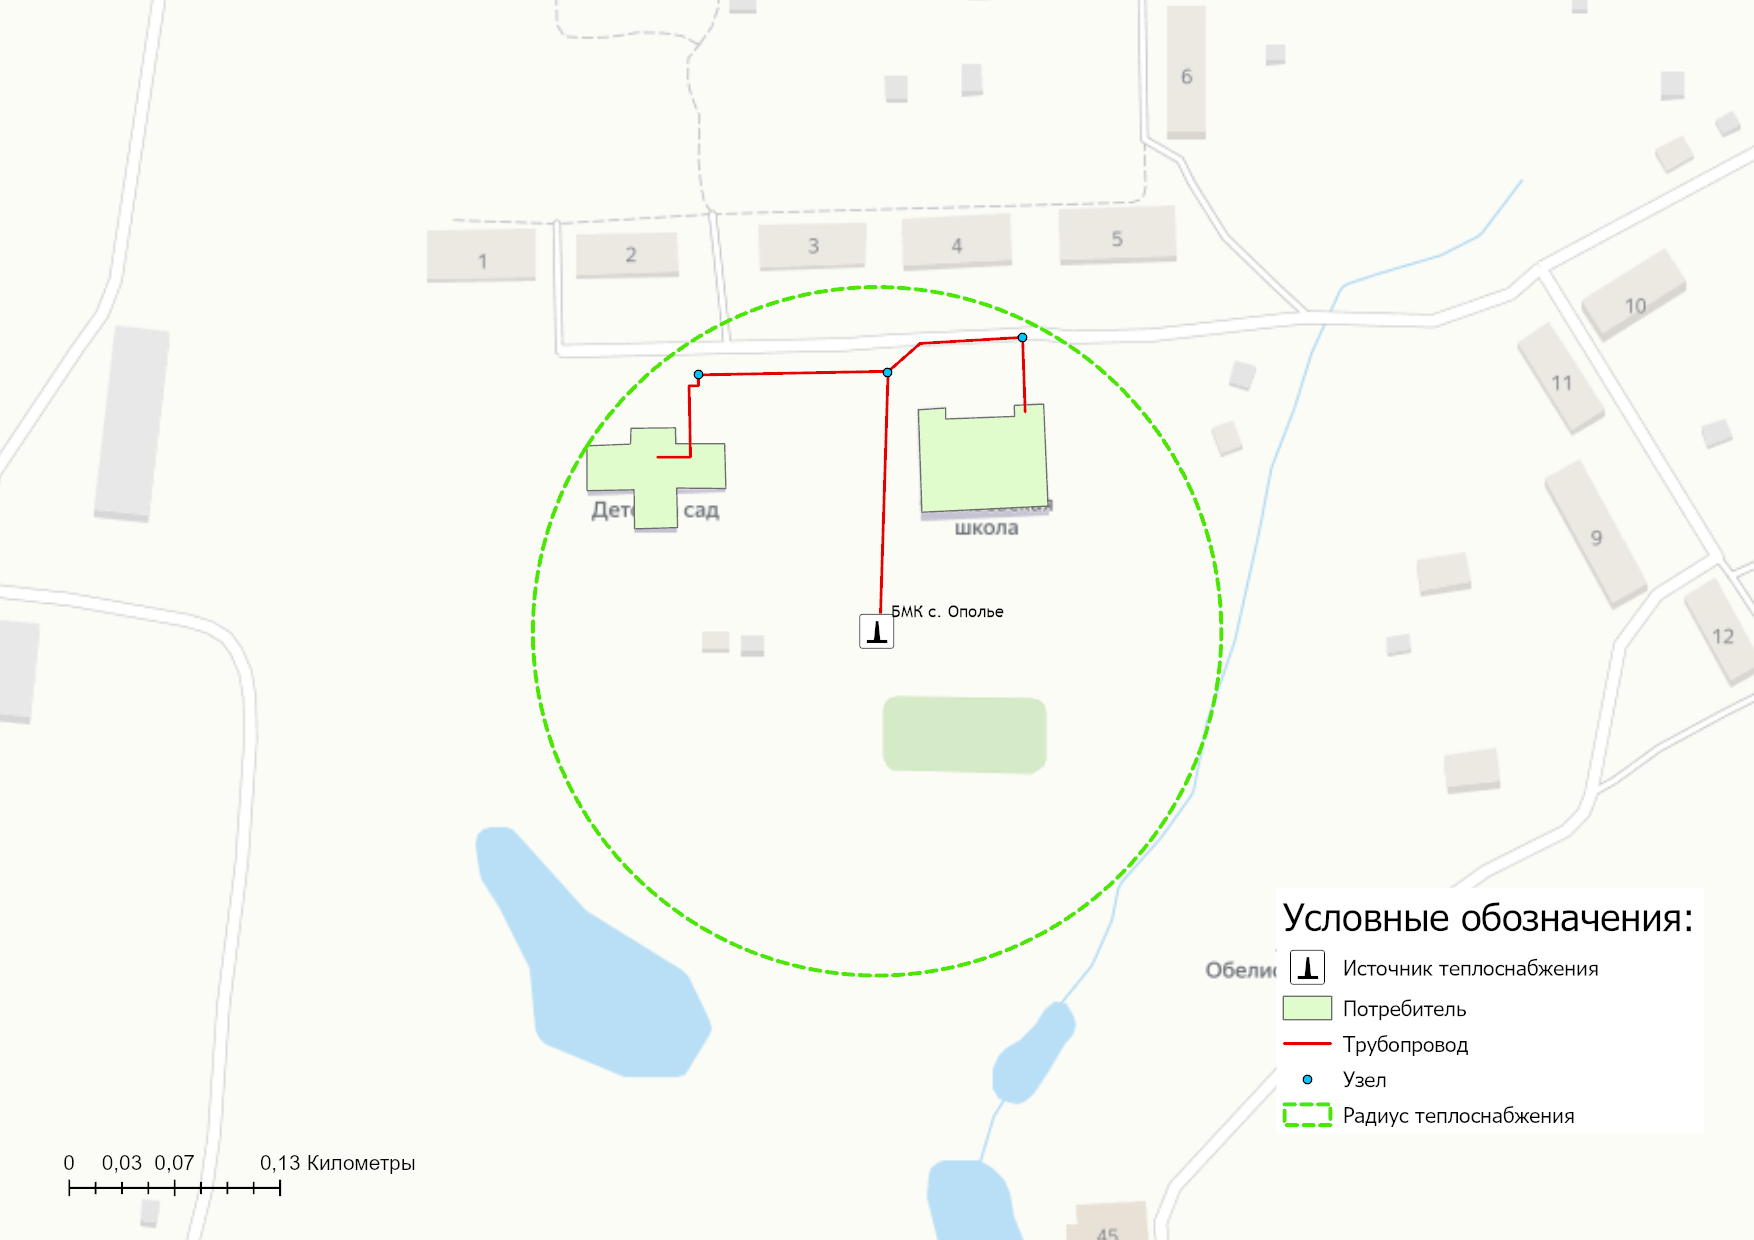 6
1
2
3
4
5
10
11
9
12
сад
школа
БМК с. Ополье
Условные обозначения:
Источник теплоснабжения
Потребитель
Трубопровод
Узел
Радиус теплоснабжения
0 0,03 0,07 0,13 Километры
45